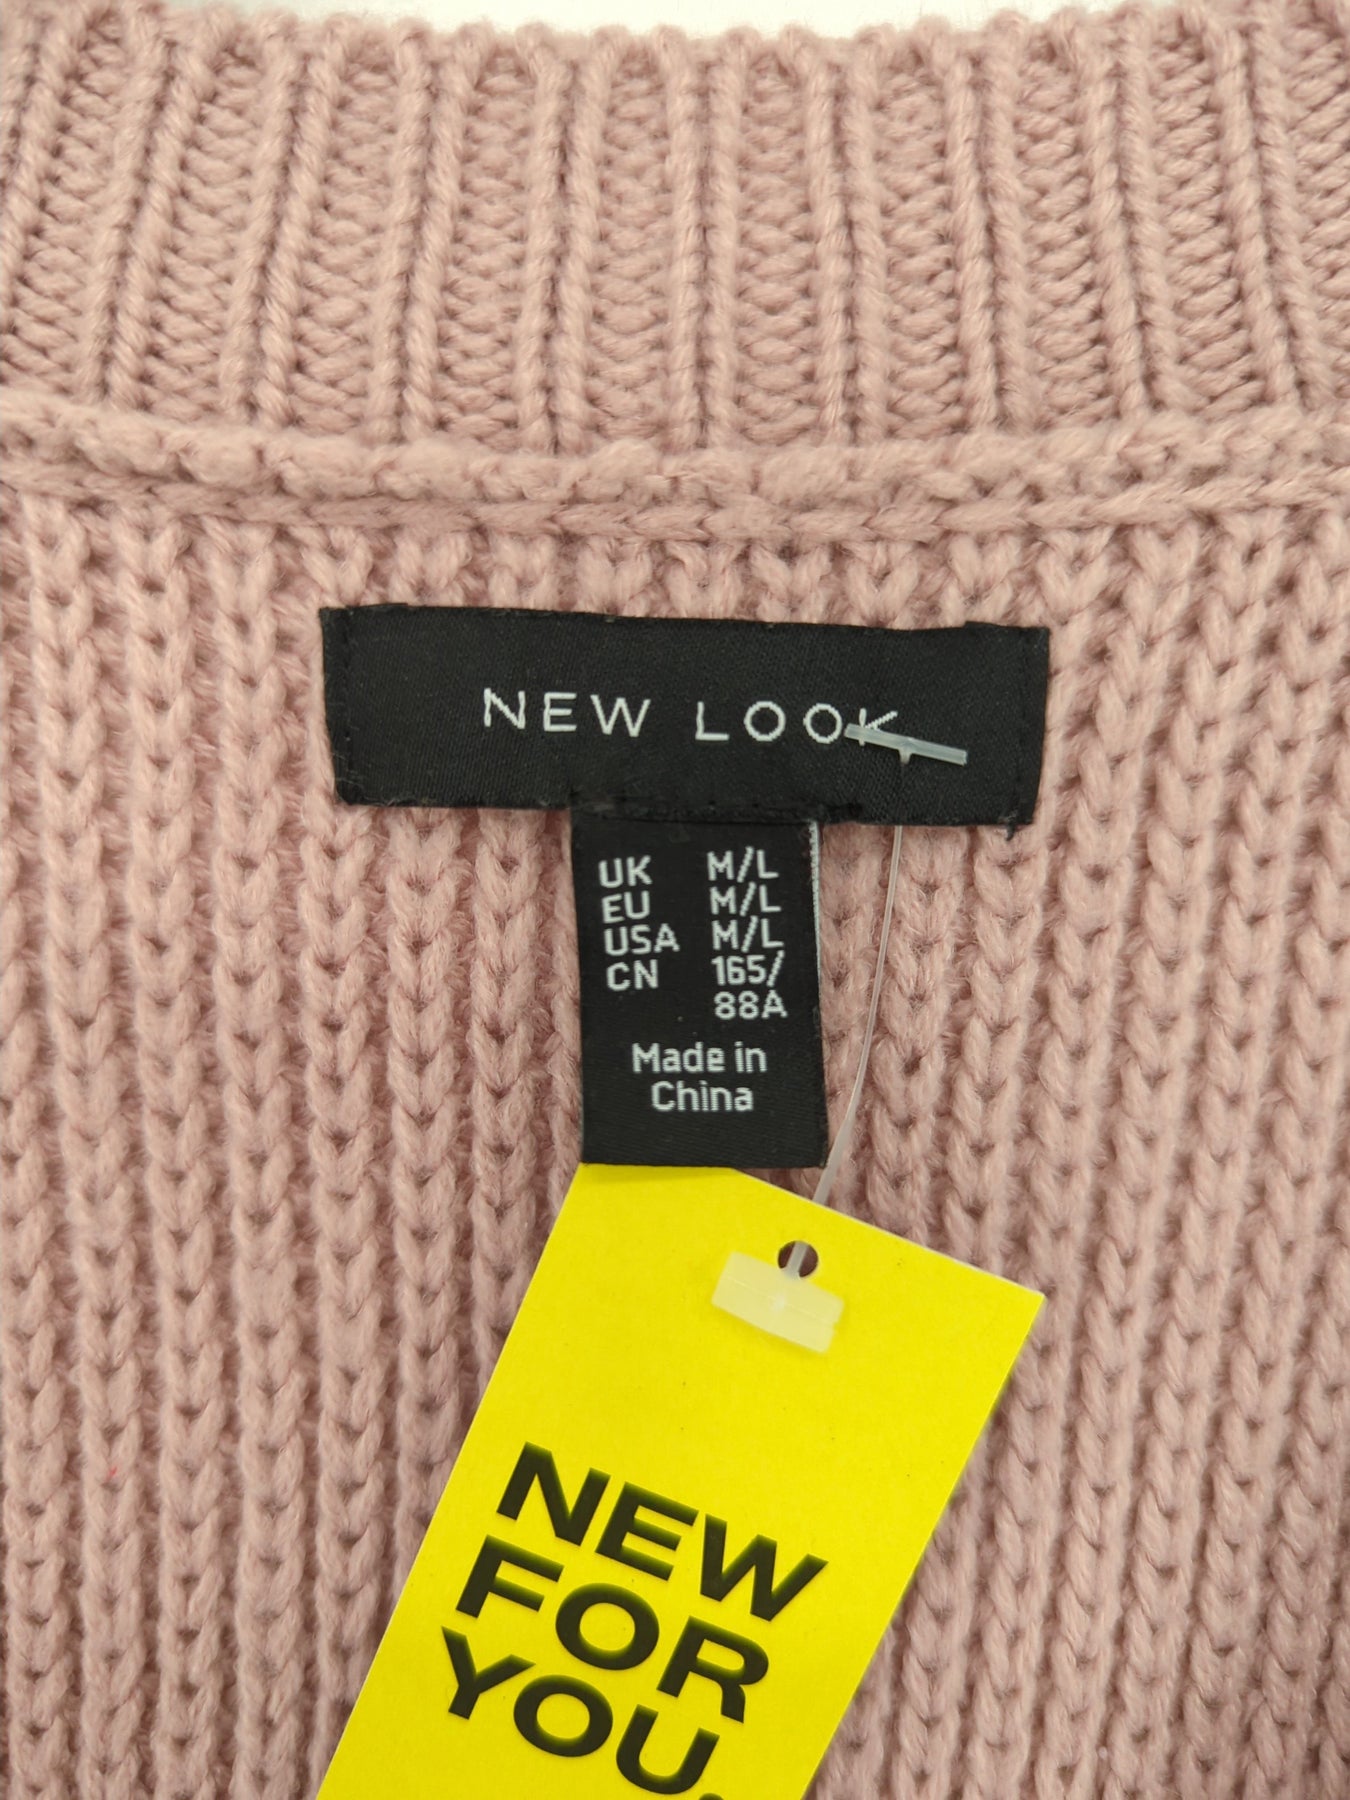 NEW LOOK
UK M/L
EU M/L
USA M/L
CN 165/
88A
Made in
China
NEW
FOR
YOU.